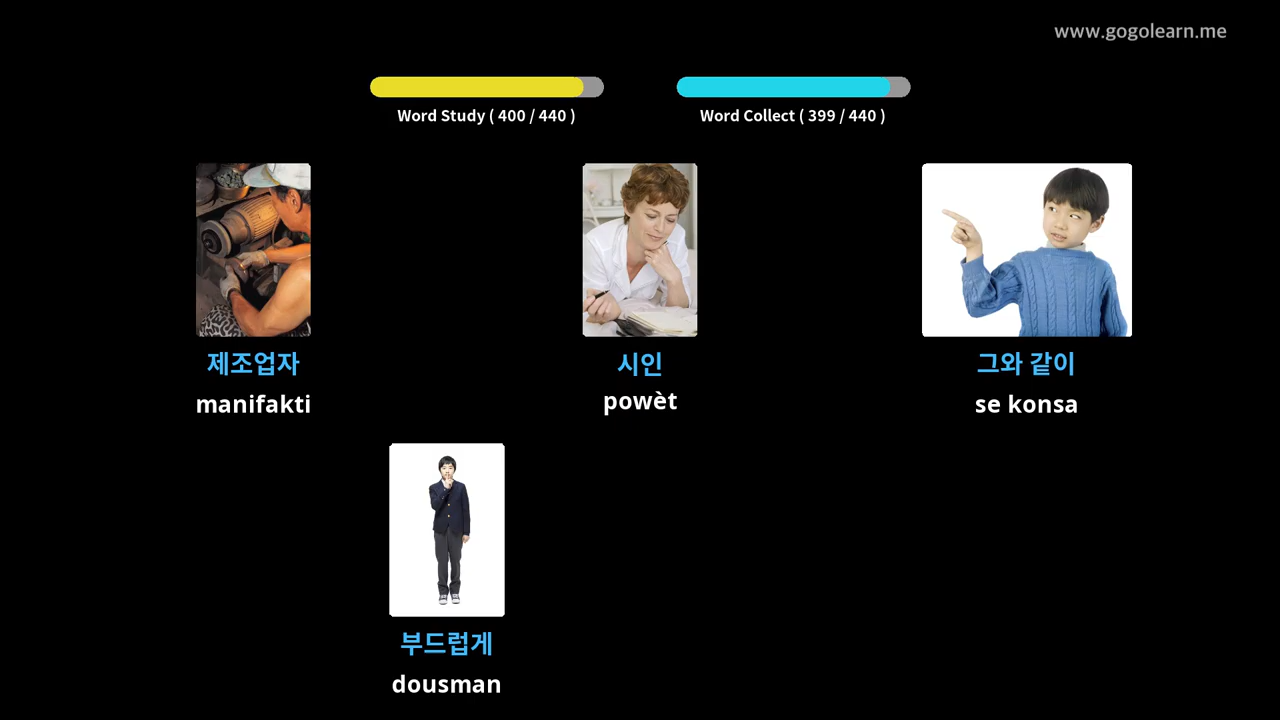 www.gogolearn.me
Word Study ( 400 / 440 )
Word Collect ( 399 / 440 )
제조업자
manifakti
시인
powèt
그와 같이
se konsa
부드럽게
dousman